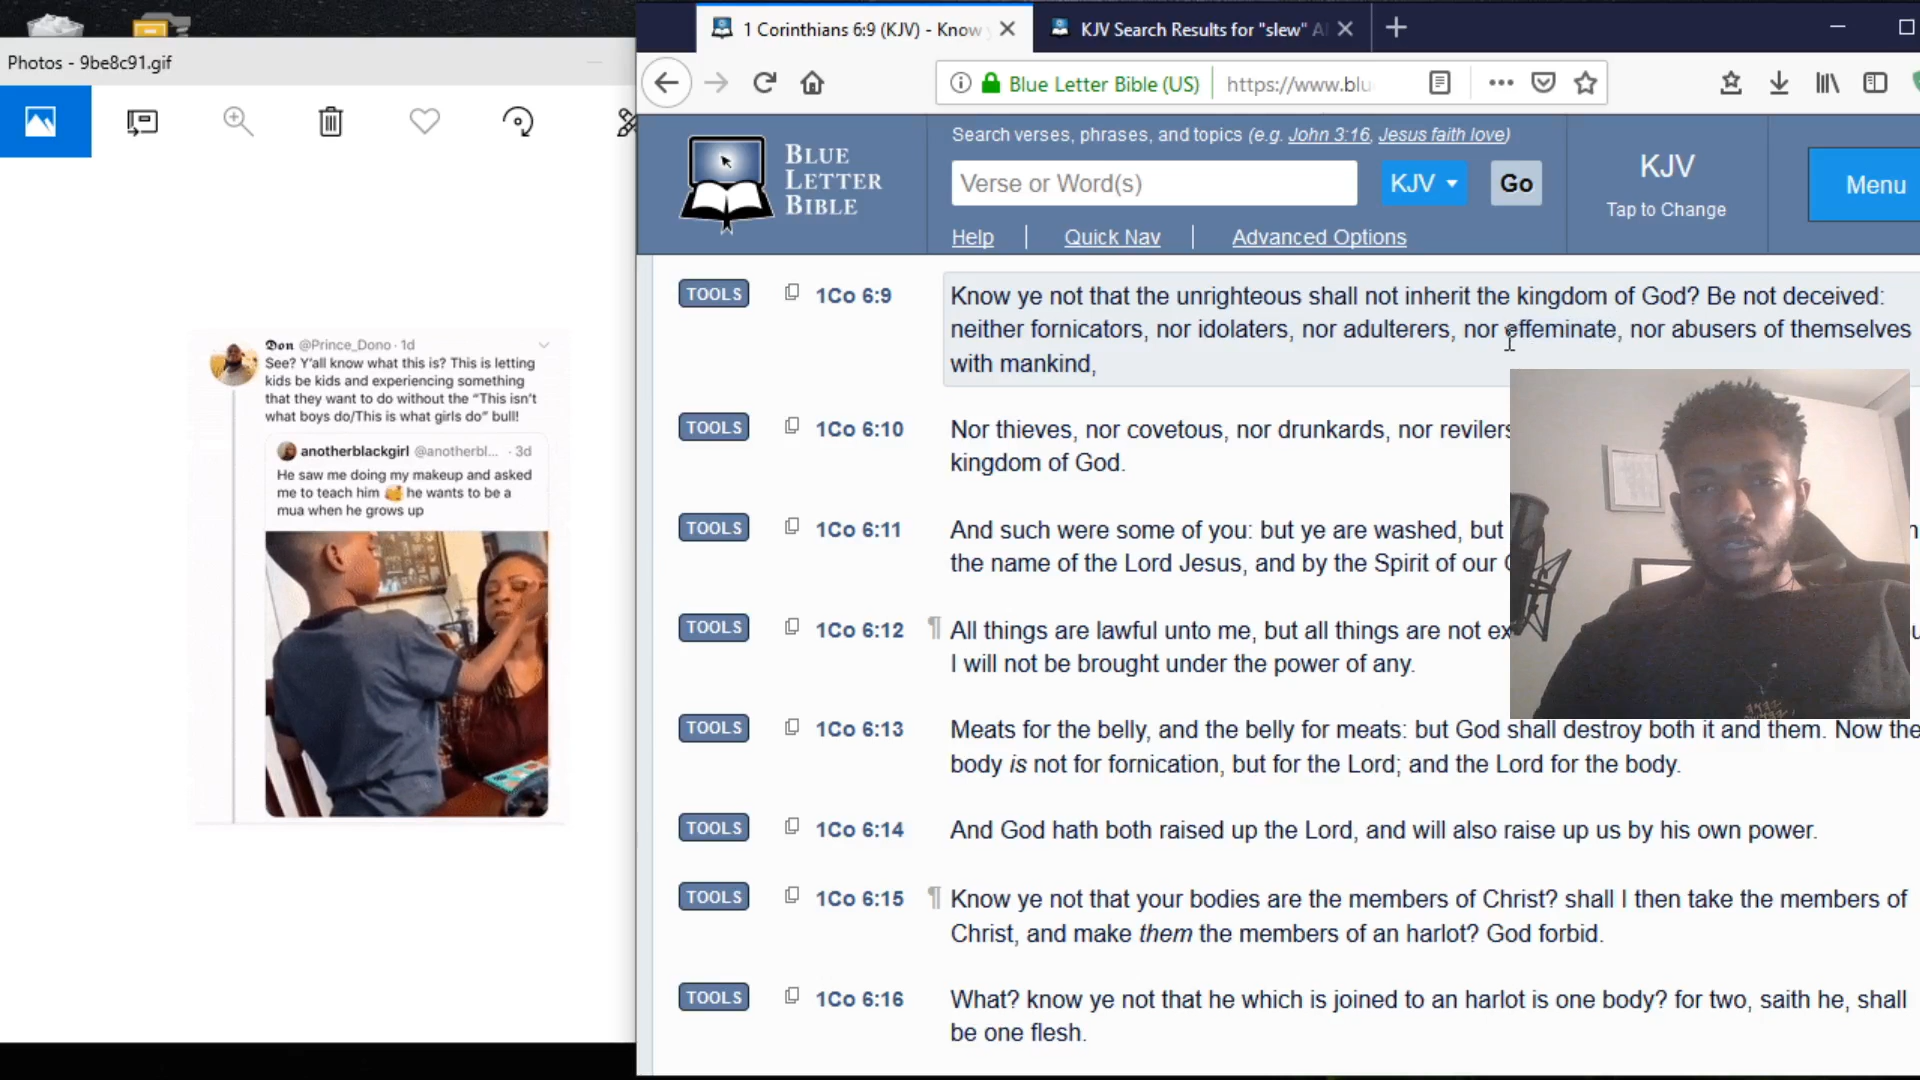 Photos - 9be8c91.gif
Don @Prince_Dono · 1d
See? Y'all know what this is? This is letting
kids be kids and experiencing something
that they want to do without the "This isn't
what boys do/This is what girls do" bull!
anotherblackgirl @anotherbl... · 3d
He saw me doing my makeup and asked
me to teach him 🥰 he wants to be a
mua when he grows up
1 Corinthians 6:9 (KJV) - Know
KJV Search Results for "slew"
Blue Letter Bible (US)
https://www.blu
BLUE
LETTER
BIBLE
Search verses, phrases, and topics (e.g. John 3:16, Jesus faith love)
Verse or Word(s)
KJV
Go
Help | Quick Nav | Advanced Options
KJV
Tap to Change
Menu
TOOLS 1Co 6:9 Know ye not that the unrighteous shall not inherit the kingdom of God? Be not deceived:
neither fornicators, nor idolaters, nor adulterers, nor effeminate, nor abusers of themselves
with mankind,
TOOLS 1Co 6:10 Nor thieves, nor covetous, nor drunkards, nor revilers
kingdom of God.
TOOLS 1Co 6:11 And such were some of you: but ye are washed, but
the name of the Lord Jesus, and by the Spirit of our
TOOLS 1Co 6:12 ¶ All things are lawful unto me, but all things are not ex
I will not be brought under the power of any.
TOOLS 1Co 6:13 Meats for the belly, and the belly for meats: but God shall destroy both it and them. Now the
body is not for fornication, but for the Lord; and the Lord for the body.
TOOLS 1Co 6:14 And God hath both raised up the Lord, and will also raise up us by his own power.
TOOLS 1Co 6:15 ¶ Know ye not that your bodies are the members of Christ? shall I then take the members of
Christ, and make them the members of an harlot? God forbid.
TOOLS 1Co 6:16 What? know ye not that he which is joined to an harlot is one body? for two, saith he, shall
be one flesh.